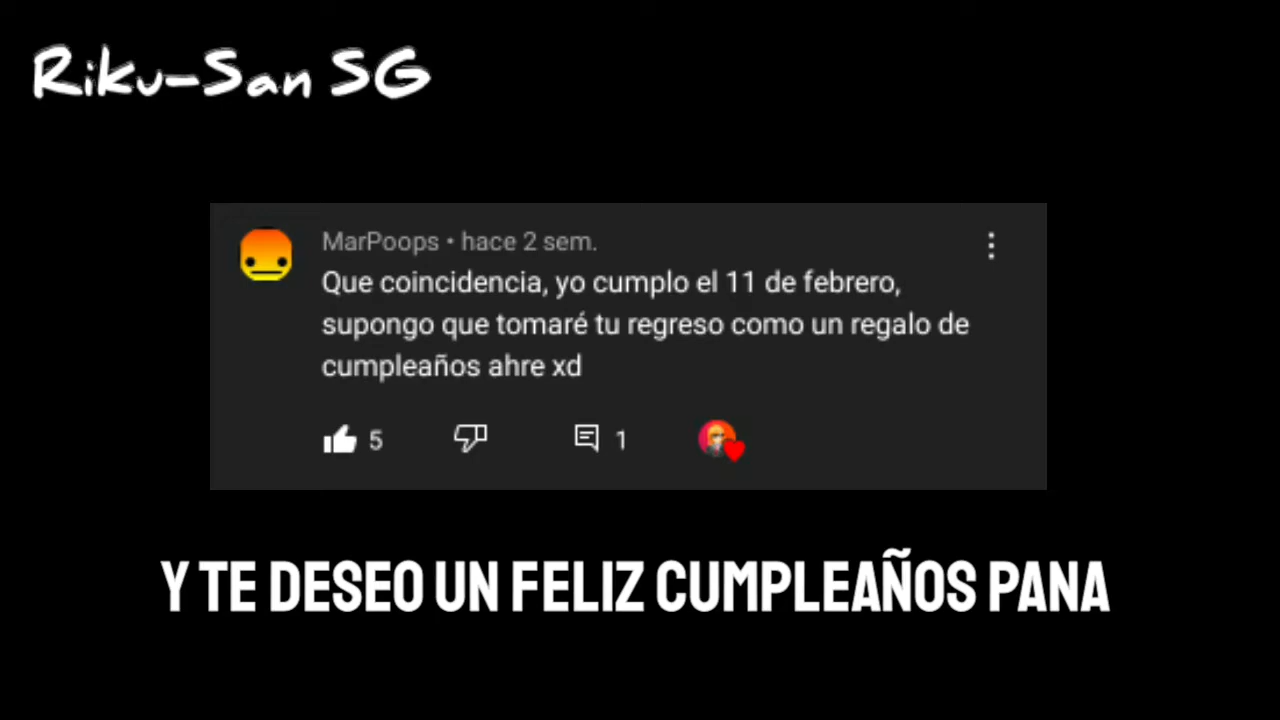 Riku-San SG
MarPoops • hace 2 sem.
Que coincidencia, yo cumplo el 11 de febrero,
supongo que tomaré tu regreso como un regalo de
cumpleaños ahre xd
5
1
Y TE DESEO UN FELIZ CUMPLEAÑOS PANA